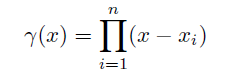 γ(x) = ∏_{i=1}^{n} (x − x_i)